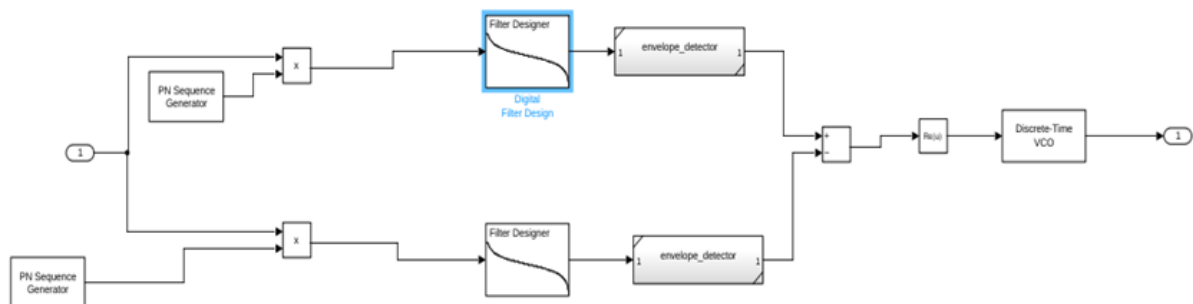 Filter Designer
1
envelope_detector
1
x
PN Sequence
Generator
Digital
Filter Design
1
+
−
Re(u)
Discrete-Time
VCO
1
x
Filter Designer
1
envelope_detector
1
PN Sequence
Generator